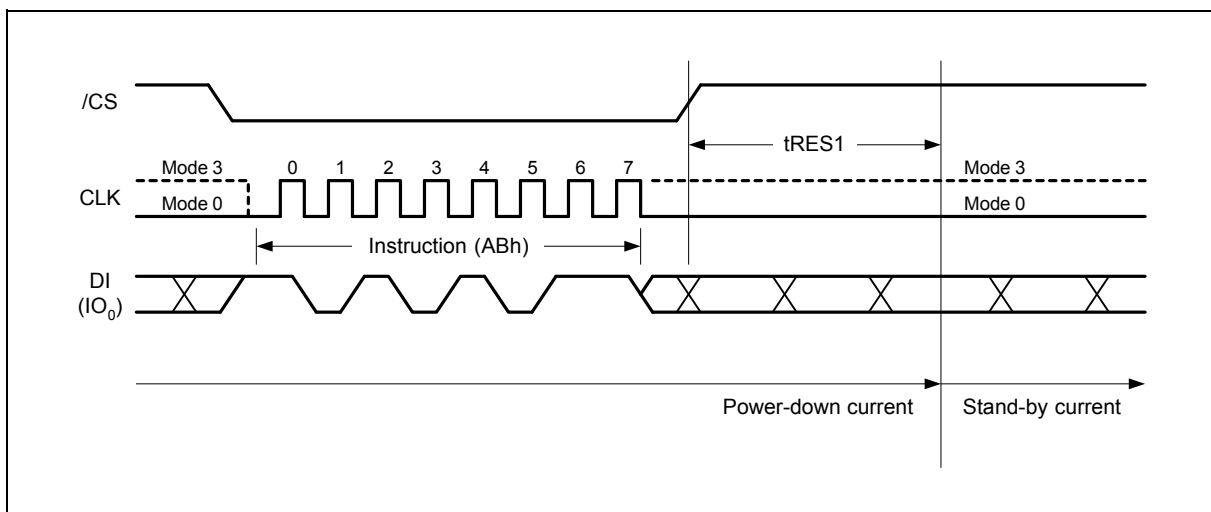 /CS
tRES1
Mode 3 0 1 2 3 4 5 6 7 Mode 3
CLK
Mode 0 Mode 0
Instruction (ABh)
DI
(IO₀)
Power-down current Stand-by current